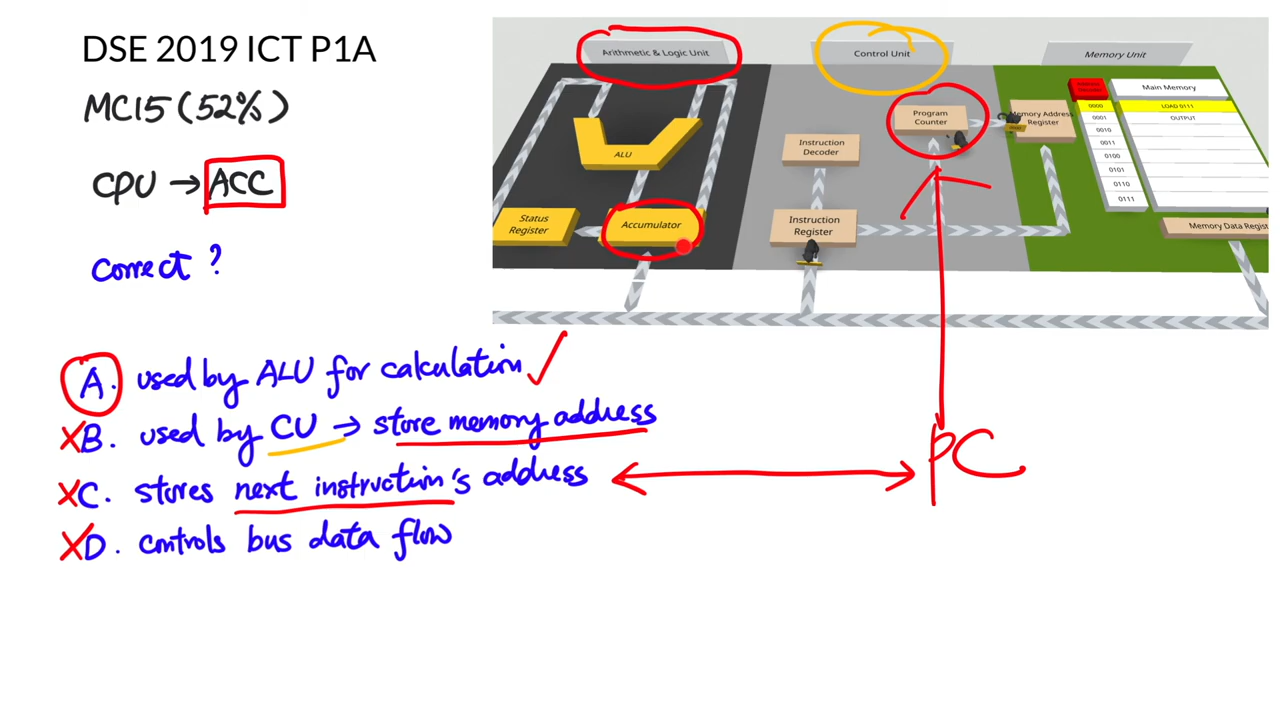 DSE 2019 ICT P1A
MC15 (52%)
CPU → ACC
correct ?
Arithmetic & Logic Unit
Control Unit
Memory Unit
ALU
Status
Register
Accumulator
Instruction
Decoder
Instruction
Register
Program
Counter
Memory Address
Register
Main Memory
0000 LOAD 0111
0001 OUTPUT
0010
0011
0100
0101
0110
0111
Memory Data Regist
A. used by ALU for calculation ✓
X B. used by CU → store memory address
X C. stores next instruction's address
X D. controls bus data flow
PC